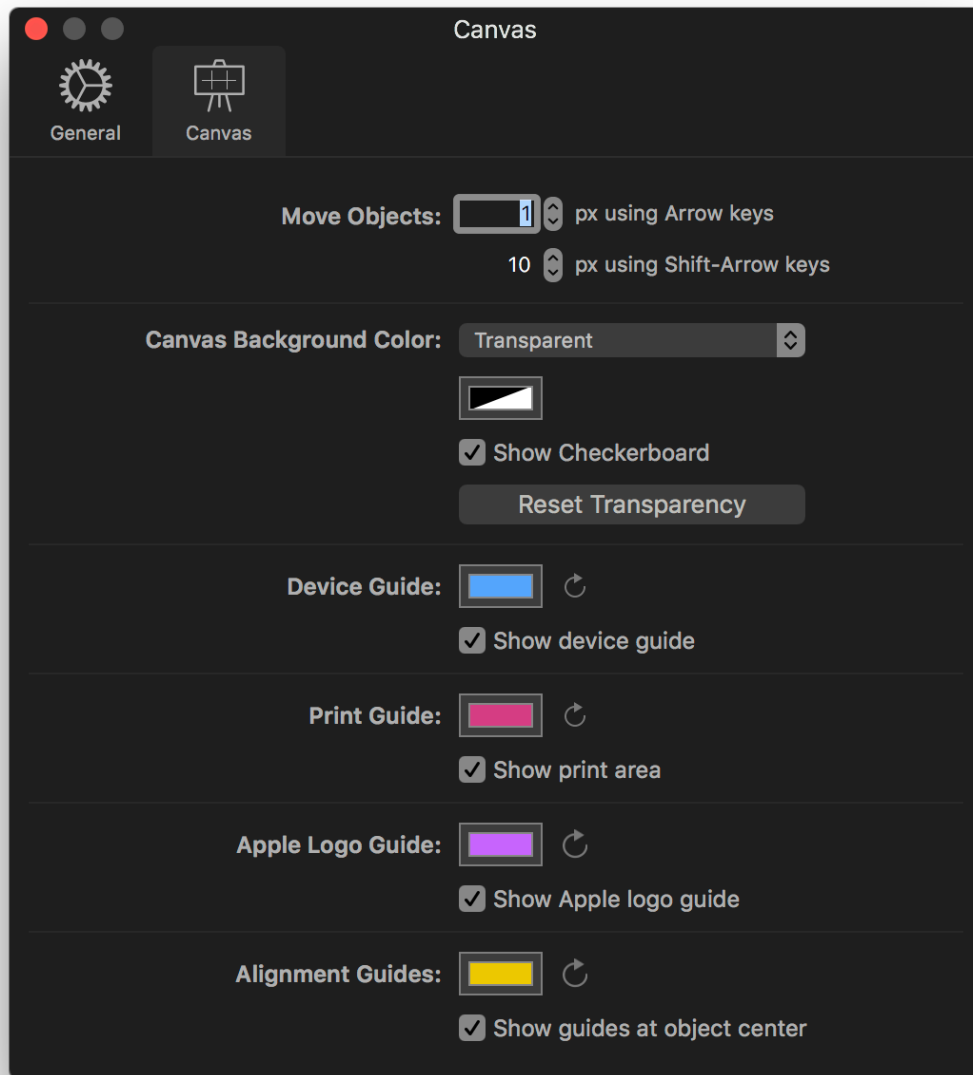 Canvas
General
Canvas
Move Objects: 1 px using Arrow keys
10 px using Shift-Arrow keys
Canvas Background Color: Transparent
Show Checkerboard
Reset Transparency
Device Guide:
Show device guide
Print Guide:
Show print area
Apple Logo Guide:
Show Apple logo guide
Alignment Guides:
Show guides at object center